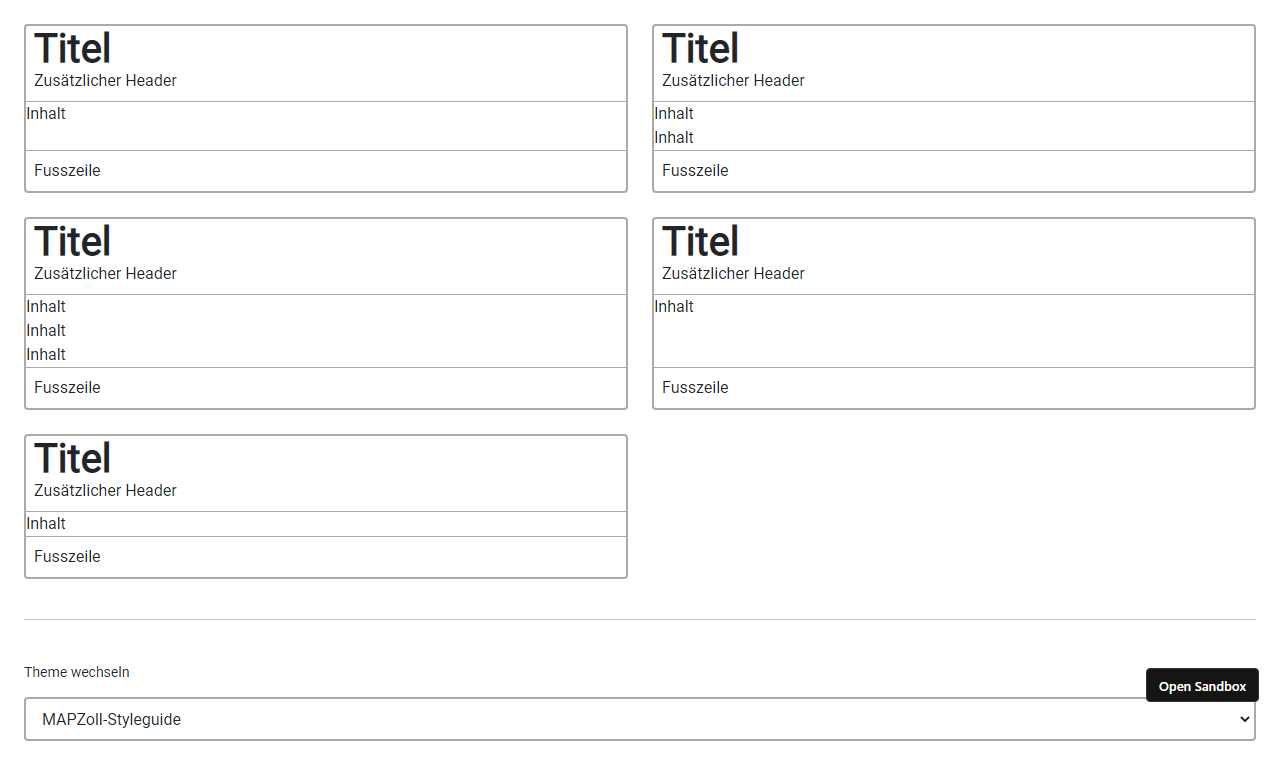 Titel
Zusätzlicher Header
Inhalt
Fusszeile
Titel
Zusätzlicher Header
Inhalt
Inhalt
Fusszeile
Titel
Zusätzlicher Header
Inhalt
Inhalt
Inhalt
Fusszeile
Titel
Zusätzlicher Header
Inhalt
Fusszeile
Titel
Zusätzlicher Header
Inhalt
Fusszeile
Theme wechseln
Open Sandbox
MAPZoll-Styleguide